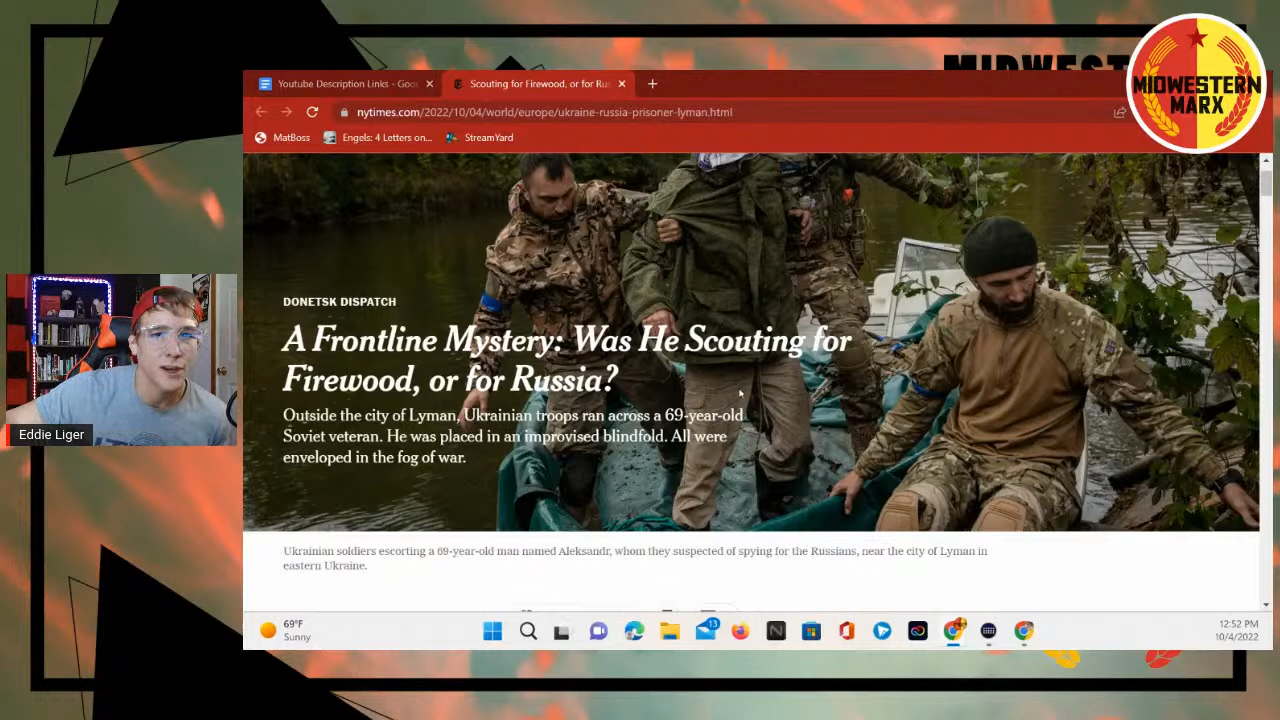 MIDWESTERN
MIDWESTERN
MARX
Youtube Description Links - Goo
Scouting for Firewood, or for Rus
nytimes.com/2022/10/04/world/europe/ukraine-russia-prisoner-lyman.html
MatBoss
Engels: 4 Letters on...
StreamYard
DONETSK DISPATCH
A Frontline Mystery: Was He Scouting for
Firewood, or for Russia?
Outside the city of Lyman, Ukrainian troops ran across a 69-year-old
Soviet veteran. He was placed in an improvised blindfold. All were
enveloped in the fog of war.
Eddie Liger
Ukrainian soldiers escorting a 69-year-old man named Aleksandr, whom they suspected of spying for the Russians, near the city of Lyman in
eastern Ukraine.
69°F
Sunny
13
N
12:52 PM
10/4/2022